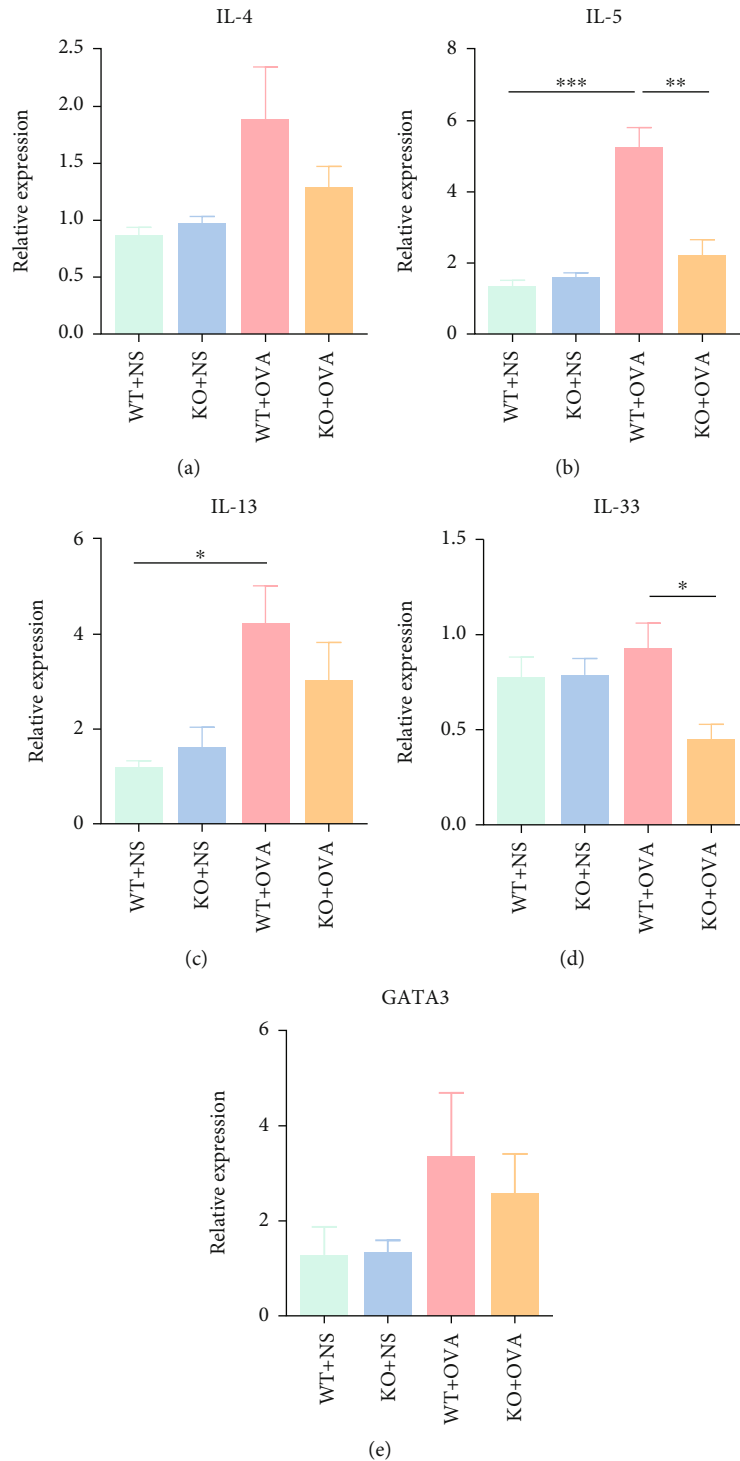 IL-4
Relative expression
2.5
2.0
1.5
1.0
0.5
0.0
WT+NS
KO+NS
WT+OVA
KO+OVA
(a)
IL-5
Relative expression
8
6
4
2
0
***
**
WT+NS
KO+NS
WT+OVA
KO+OVA
(b)
IL-13
Relative expression
6
4
2
0
*
WT+NS
KO+NS
WT+OVA
KO+OVA
(c)
IL-33
Relative expression
1.5
1.0
0.5
0.0
*
WT+NS
KO+NS
WT+OVA
KO+OVA
(d)
GATA3
Relative expression
6
4
2
0
WT+NS
KO+NS
WT+OVA
KO+OVA
(e)